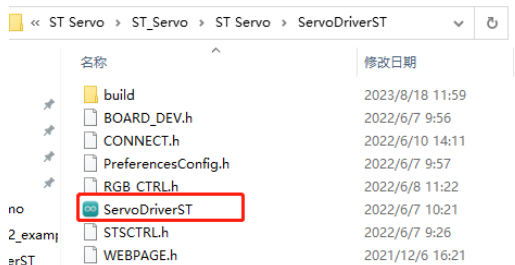 « ST Servo › ST_Servo › ST Servo › ServoDriverST
名称 修改日期
build 2023/8/18 11:59
BOARD_DEV.h 2022/6/7 9:56
CONNECT.h 2022/6/10 14:11
PreferencesConfig.h 2022/6/7 9:57
RGB_CTRL.h 2022/6/8 11:22
ServoDriverST 2022/6/7 10:21
mo
STSCTRL.h 2022/6/7 9:26
2_examp
WEBPAGE.h 2021/12/6 16:21
erST